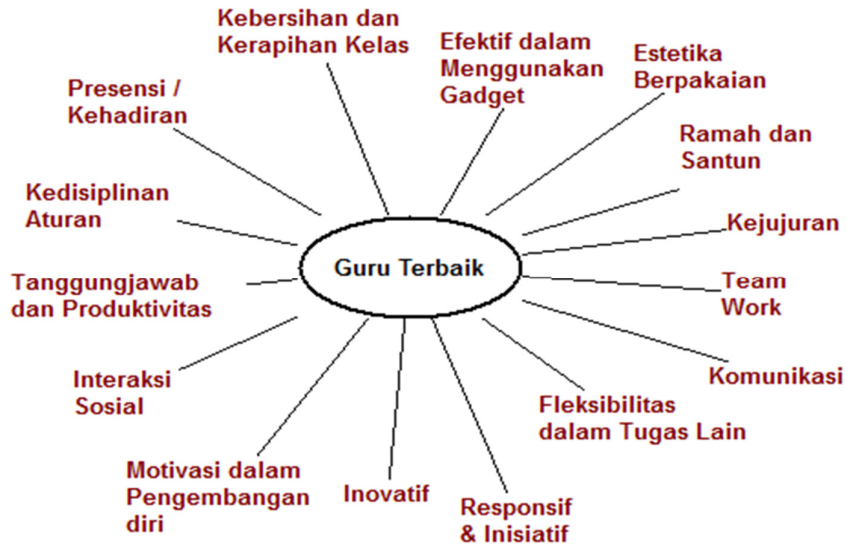 Kebersihan dan
Kerapihan Kelas
Efektif dalam
Menggunakan
Gadget
Estetika
Berpakaian
Presensi /
Kehadiran
Ramah dan
Santun
Kedisiplinan
Aturan
Kejujuran
Guru Terbaik
Tanggungjawab
dan Produktivitas
Team
Work
Interaksi
Sosial
Komunikasi
Fleksibilitas
dalam Tugas Lain
Motivasi dalam
Pengembangan
diri
Inovatif
Responsif
& Inisiatif